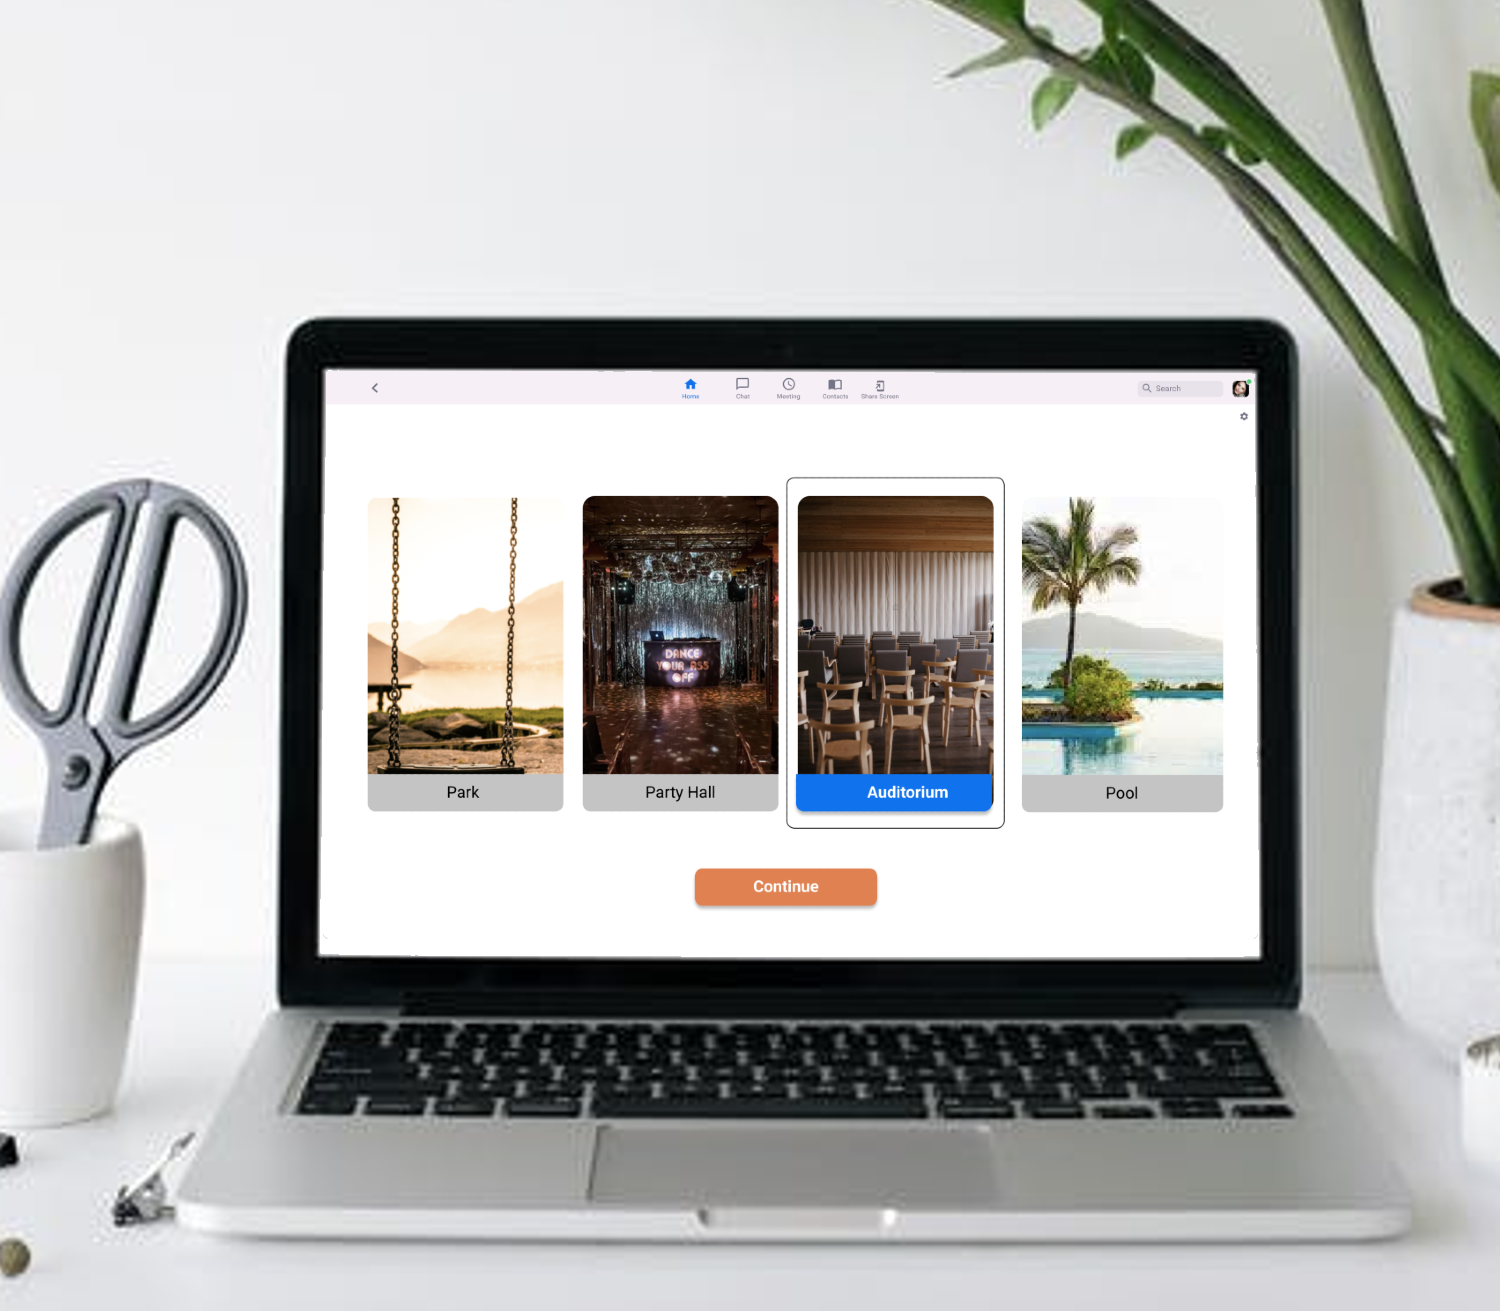 Home
Chat
Meeting
Contacts
Share Screen
Search
DANCE
YOUR ASS
OFF
Park
Party Hall
Auditorium
Pool
Continue